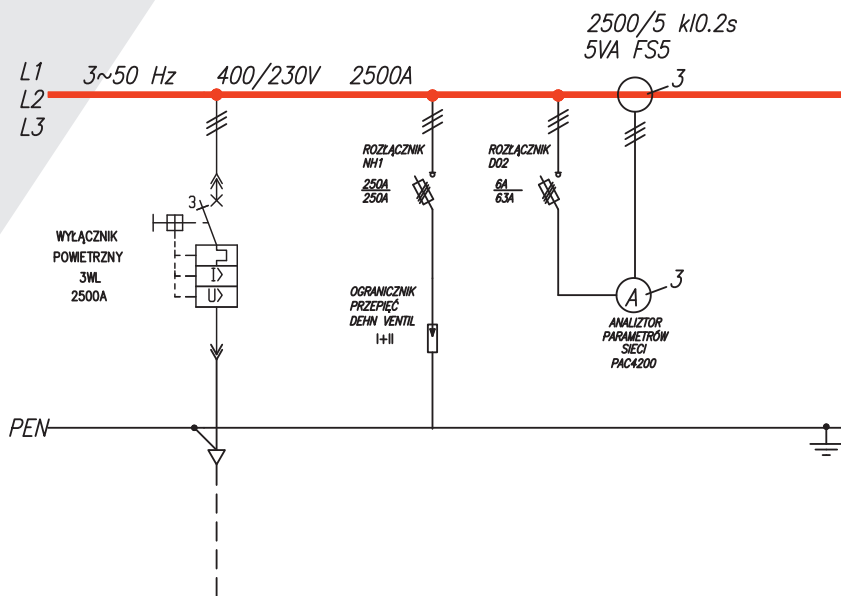 2500/5 kl0.2s
5VA FS5
3
L1
L2
L3
3~50 Hz 400/230V 2500A
ROZŁĄCZNIK
NH1
250A
250A
ROZŁĄCZNIK
D02
6A
63A
3
WYŁĄCZNIK
POWIETRZNY
3WL
2500A
I>
U>
OGRANICZNIK
PRZEPIĘĆ
DEHN VENTIL
I+II
A
3
ANALIZTOR
PARAMETRÓW
SIECI
PAC4200
PEN